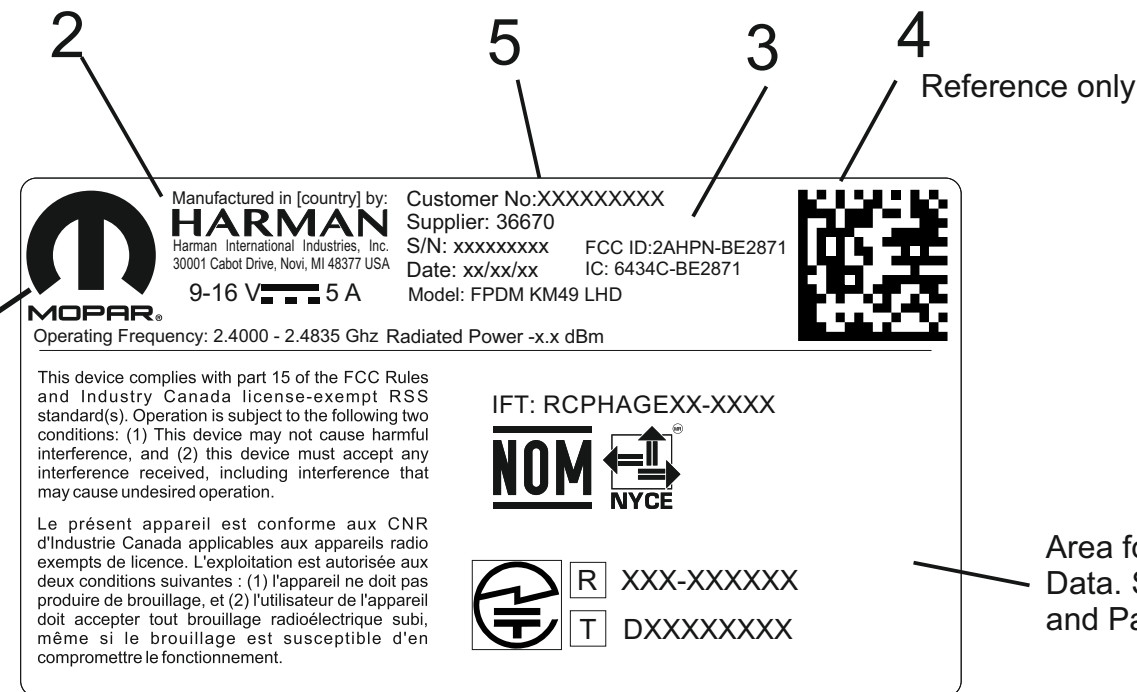 2
5
3
4
Reference only
Manufactured in [country] by:
HARMAN
Harman International Industries, Inc.
30001 Cabot Drive, Novi, MI 48377 USA
9-16 V 5 A
MOPAR®
Customer No:XXXXXXXXX
Supplier: 36670
S/N: xxxxxxxxx
Date: xx/xx/xx
Model: FPDM KM49 LHD
FCC ID:2AHPN-BE2871
IC: 6434C-BE2871
Operating Frequency: 2.4000 - 2.4835 Ghz Radiated Power -x.x dBm
This device complies with part 15 of the FCC Rules
and Industry Canada license-exempt RSS
standard(s). Operation is subject to the following two
conditions: (1) This device may not cause harmful
interference, and (2) this device must accept any
interference received, including interference that
may cause undesired operation.
Le présent appareil est conforme aux CNR
d'Industrie Canada applicables aux appareils radio
exempts de licence. L'exploitation est autorisée aux
deux conditions suivantes : (1) l'appareil ne doit pas
produire de brouillage, et (2) l'utilisateur de l'appareil
doit accepter tout brouillage radioélectrique subi,
même si le brouillage est susceptible d'en
compromettre le fonctionnement.
IFT: RCPHAGEXX-XXXX
NOM
NYCE
MR
R XXX-XXXXXX
T DXXXXXXXX
Area
Data.
and